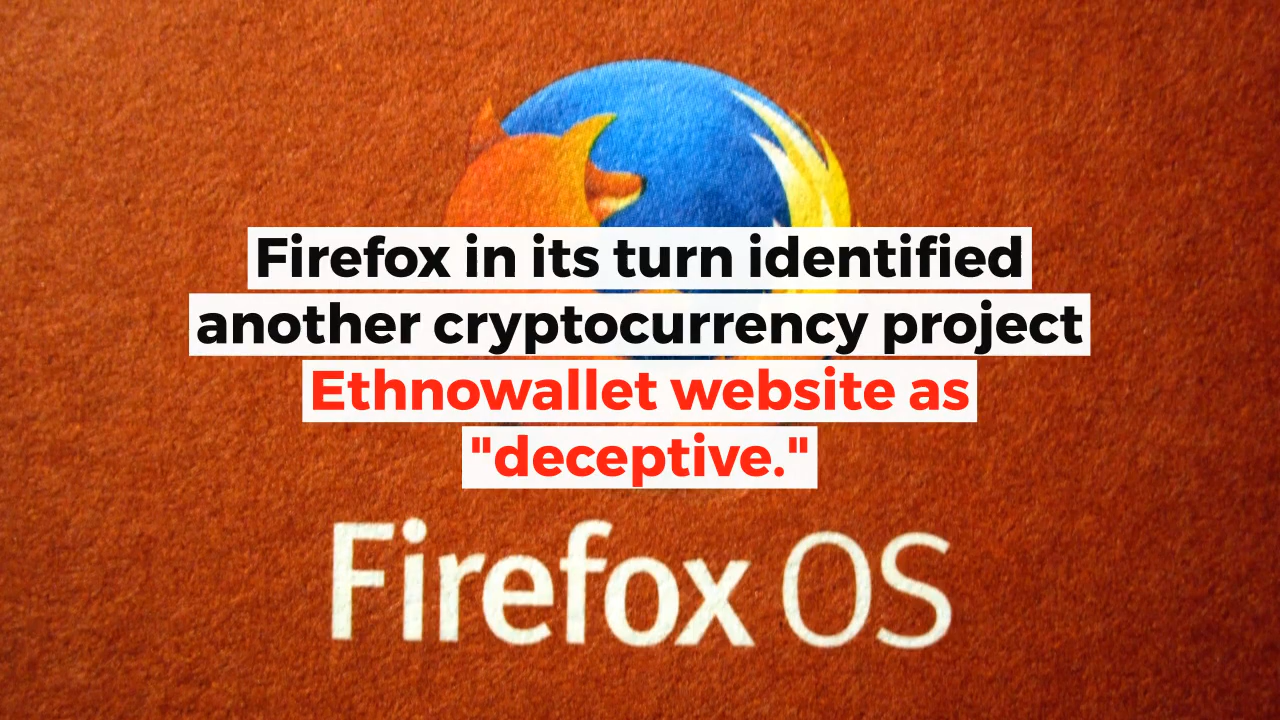 Firefox in its turn identified
another cryptocurrency project
Ethnowallet website as
"deceptive."
Firefox OS